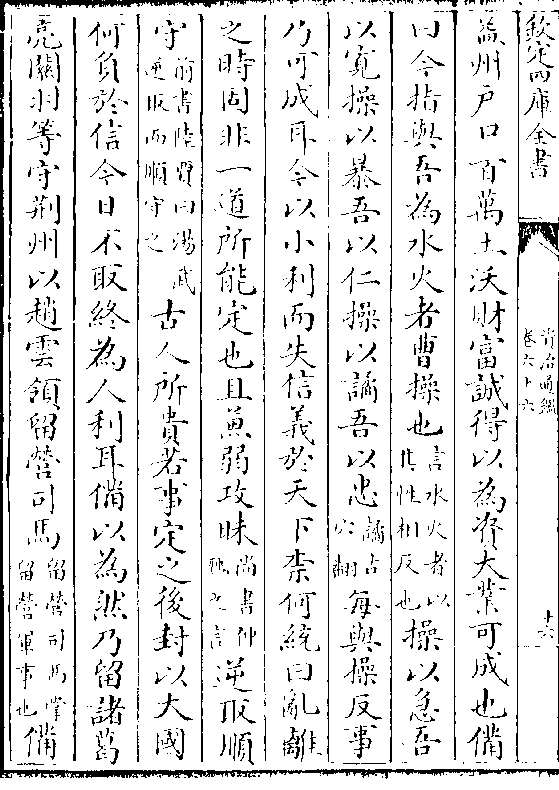 欽定四庫全書
資治通鑑
卷六十六
十六
益州戶口百萬土沃財富誠得以為資大業可成也備
曰今指與吾為水火者曹操也言水火者以其性相反也操以急吾
以寬操以暴吾以仁操以譎吾以忠譎古穴翻每與操反事
乃可成耳今以小利而失信義於天下柰何統曰亂離
之時固非一道所能定也且兼弱攻昧尚書仲虺之言逆取順
守前書陸賈曰湯武逆取而順守之古人所貴若事定之後封以大國
何負於信今日不取終為人利耳備以為然乃留諸葛
亮關羽等守荆州以趙雲領留營司馬留營司馬掌留營軍事也備